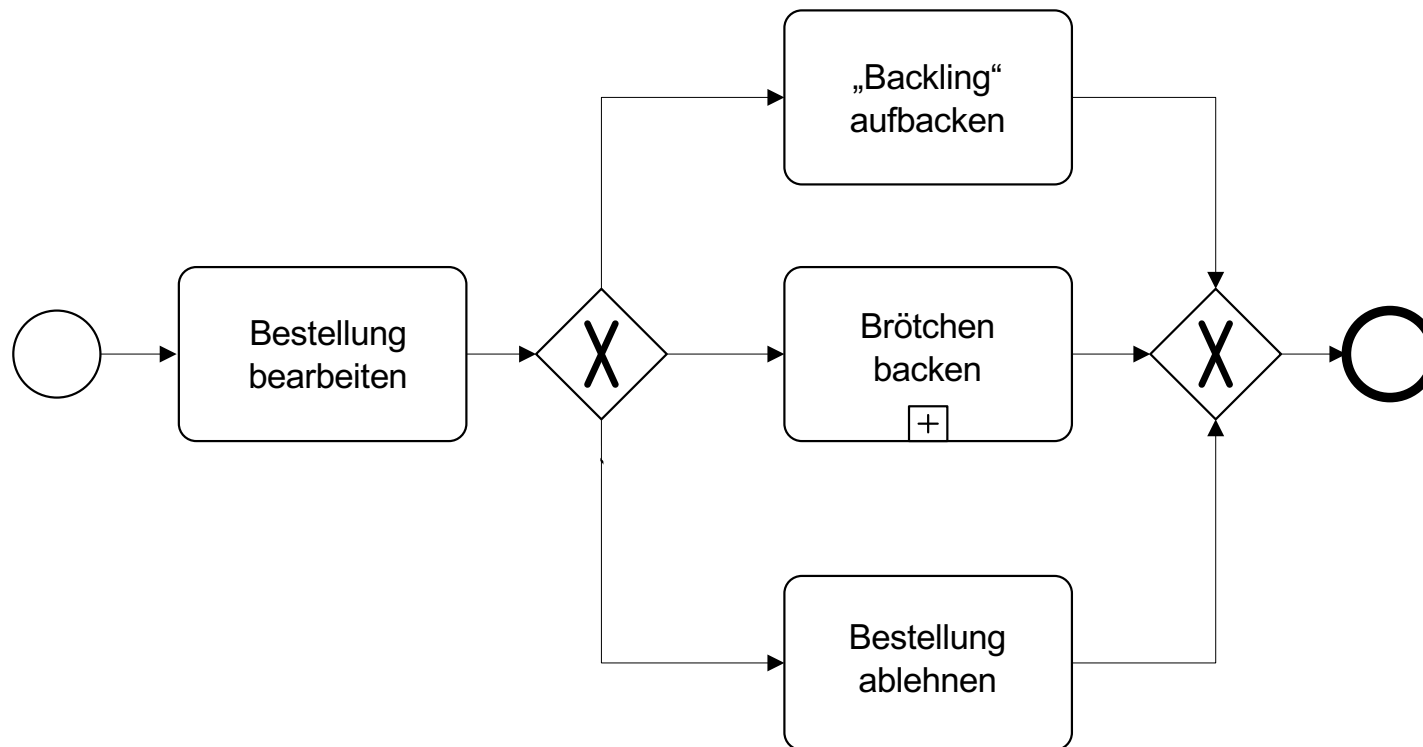 „Backling“
aufbacken
Bestellung
bearbeiten
Brötchen
backen
Bestellung
ablehnen